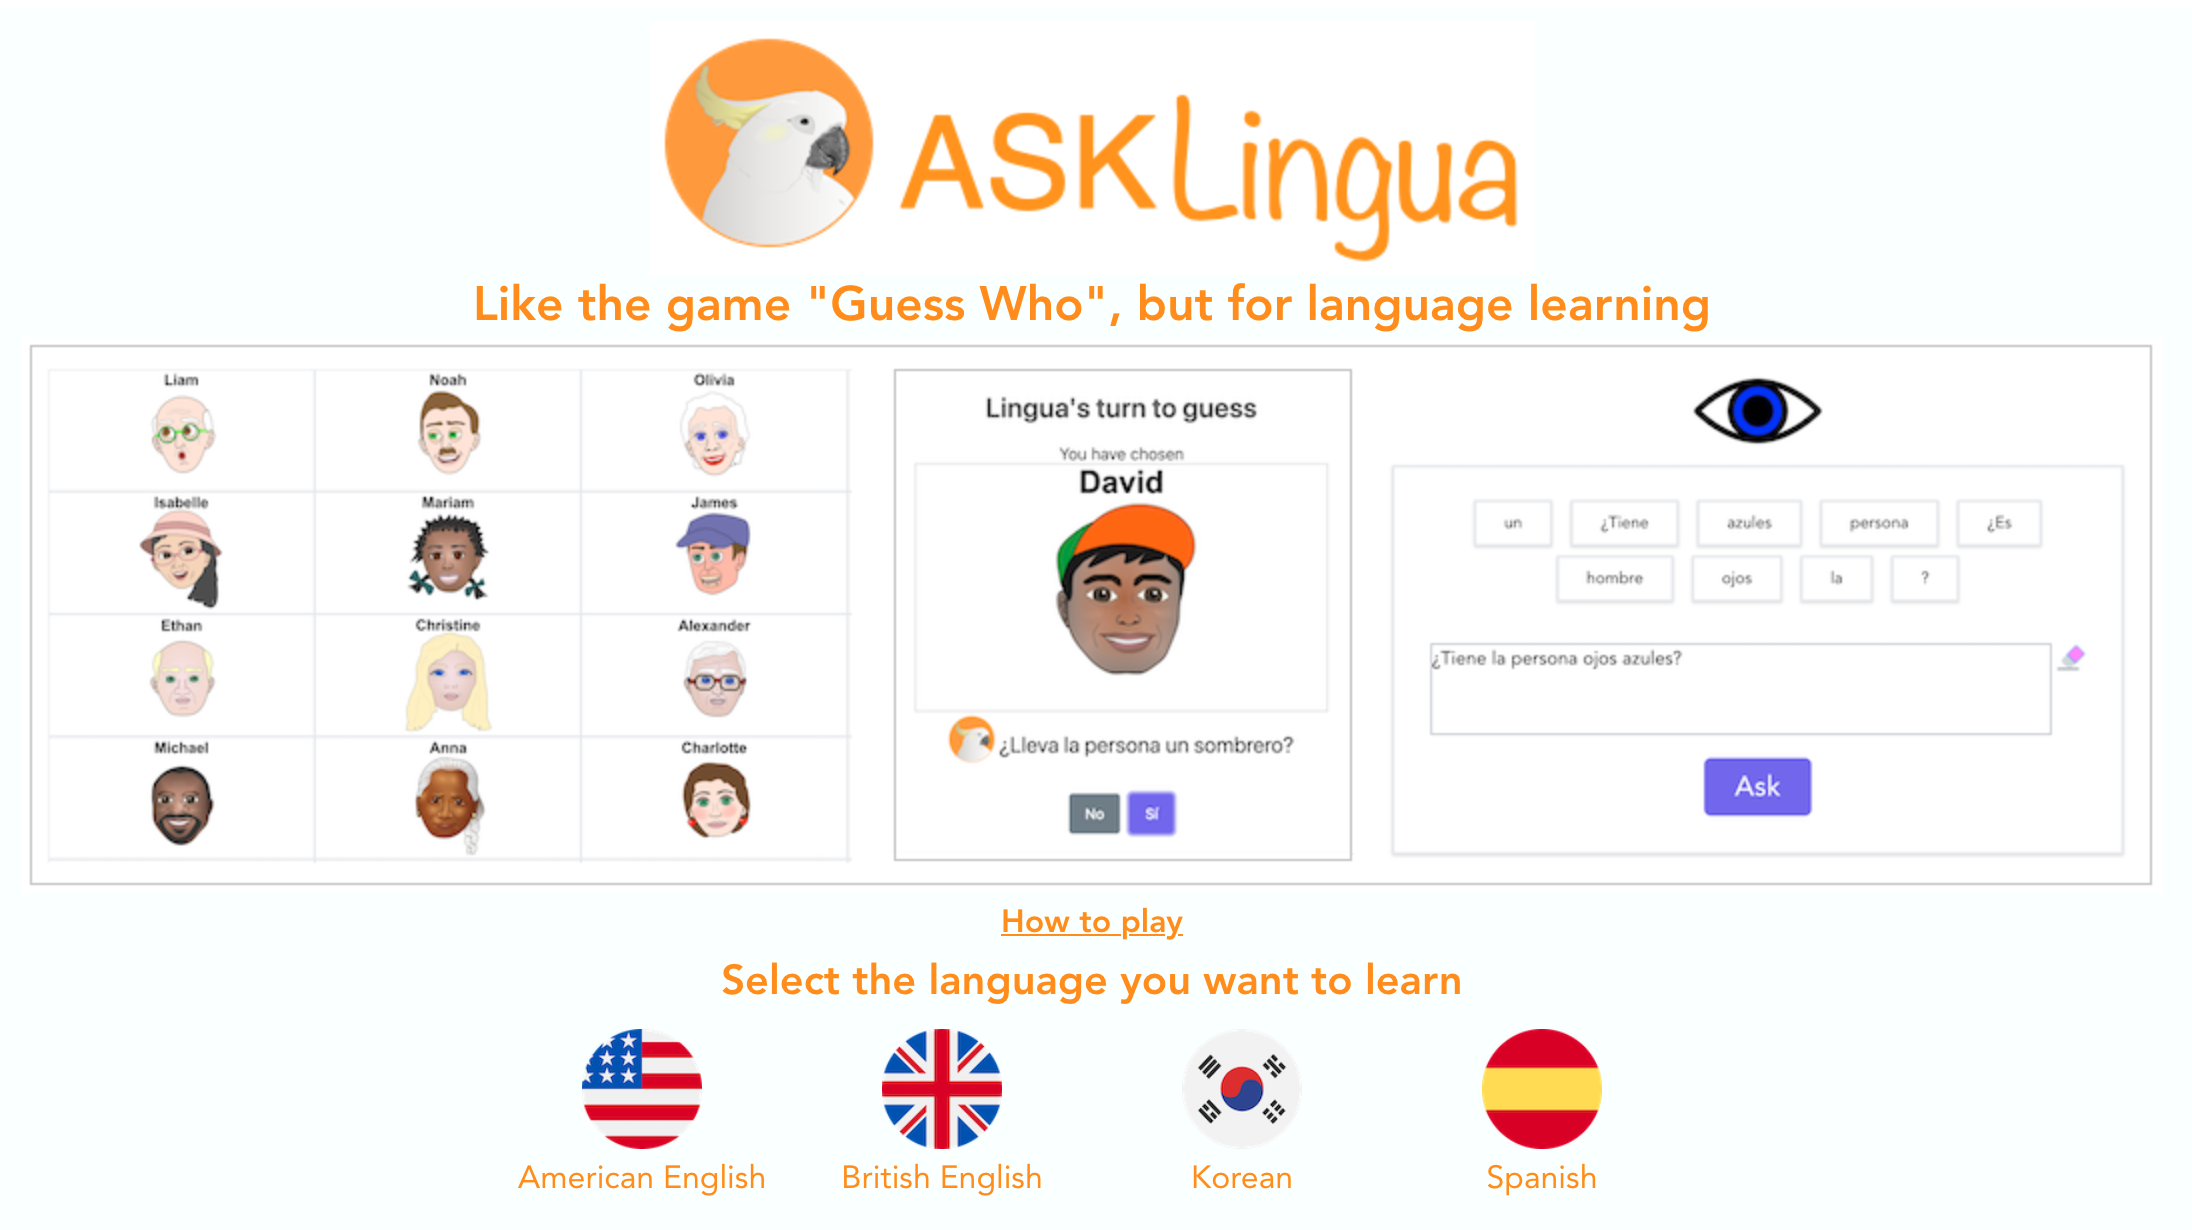 ASKLingua
Like the game "Guess Who", but for language learning
Liam
Noah
Olivia
Isabelle
Mariam
James
Ethan
Christine
Alexander
Michael
Anna
Charlotte
Lingua's turn to guess
You have chosen
David
¿Lleva la persona un sombrero?
No
Sí
un
¿Tiene
azules
persona
¿Es
hombre
ojos
la
?
¿Tiene la persona ojos azules?
Ask
How to play
Select the language you want to learn
American English
British English
Korean
Spanish